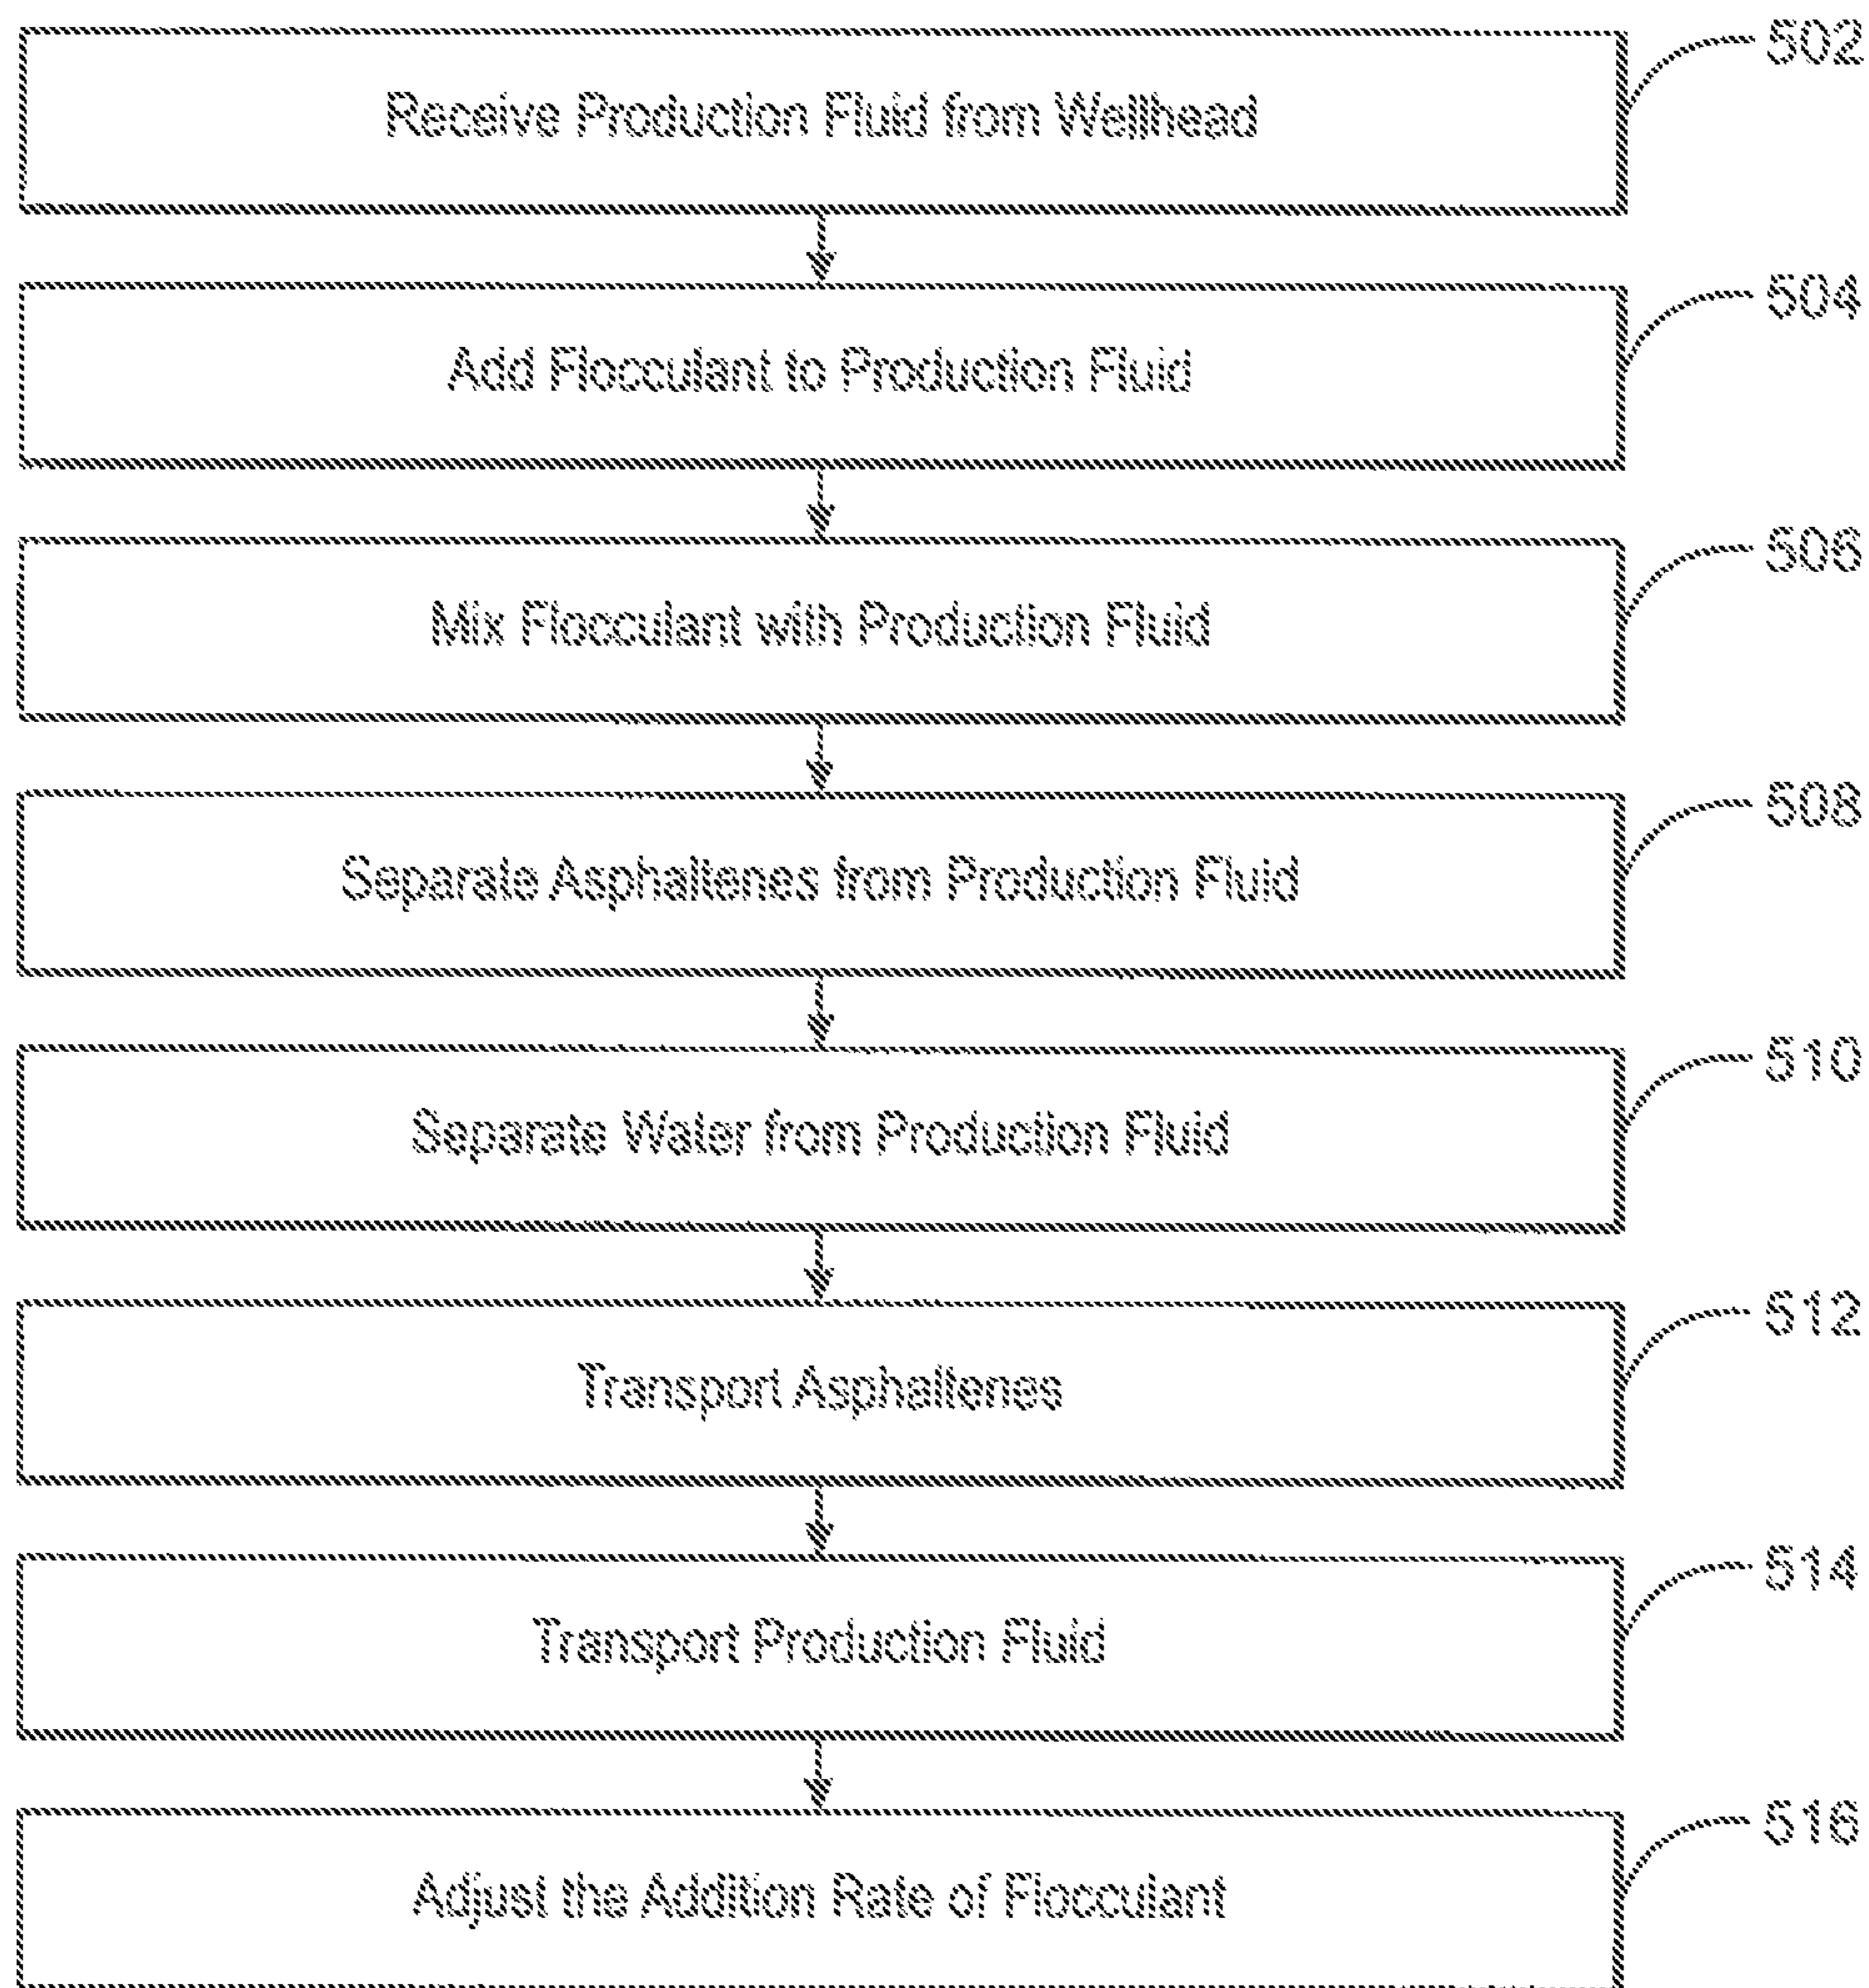 Receive Production Fluid from Wellhead 502
Add Flocculant to Production Fluid 504
Mix Flocculant with Production Fluid 506
Separate Asphaltenes from Production Fluid 508
Separate Water from Production Fluid 510
Transport Asphaltenes 512
Transport Production Fluid 514
Adjust the Addition Rate of Flocculant 516